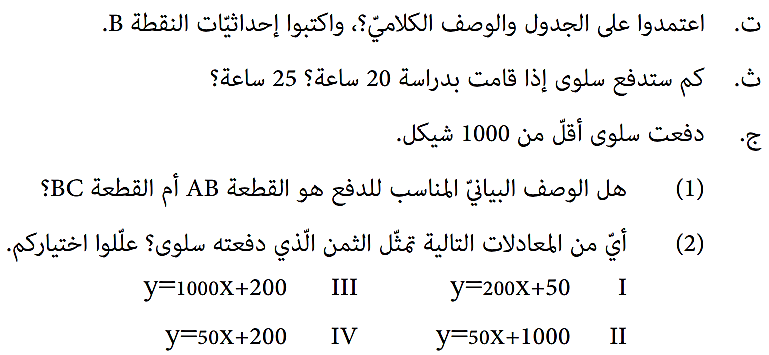 ت. اعتمدوا على الجدول والوصف الكلاميّ؟، واكتبوا إحداثيّات النقطة B.
ث. كم ستدفع سلوى إذا قامت بدراسة 20 ساعة؟ 25 ساعة؟
ج. دفعت سلوى أقلّ من 1000 شيكل.
(1) هل الوصف البيانيّ المناسب للدفع هو القطعة AB أم القطعة BC؟
(2) أيّ من المعادلات التالية تمثّل الثمن الّذي دفعته سلوى؟ علّلوا اختياركم.
I y=200x+50 III y=1000x+200
II y=50x+1000 IV y=50x+200